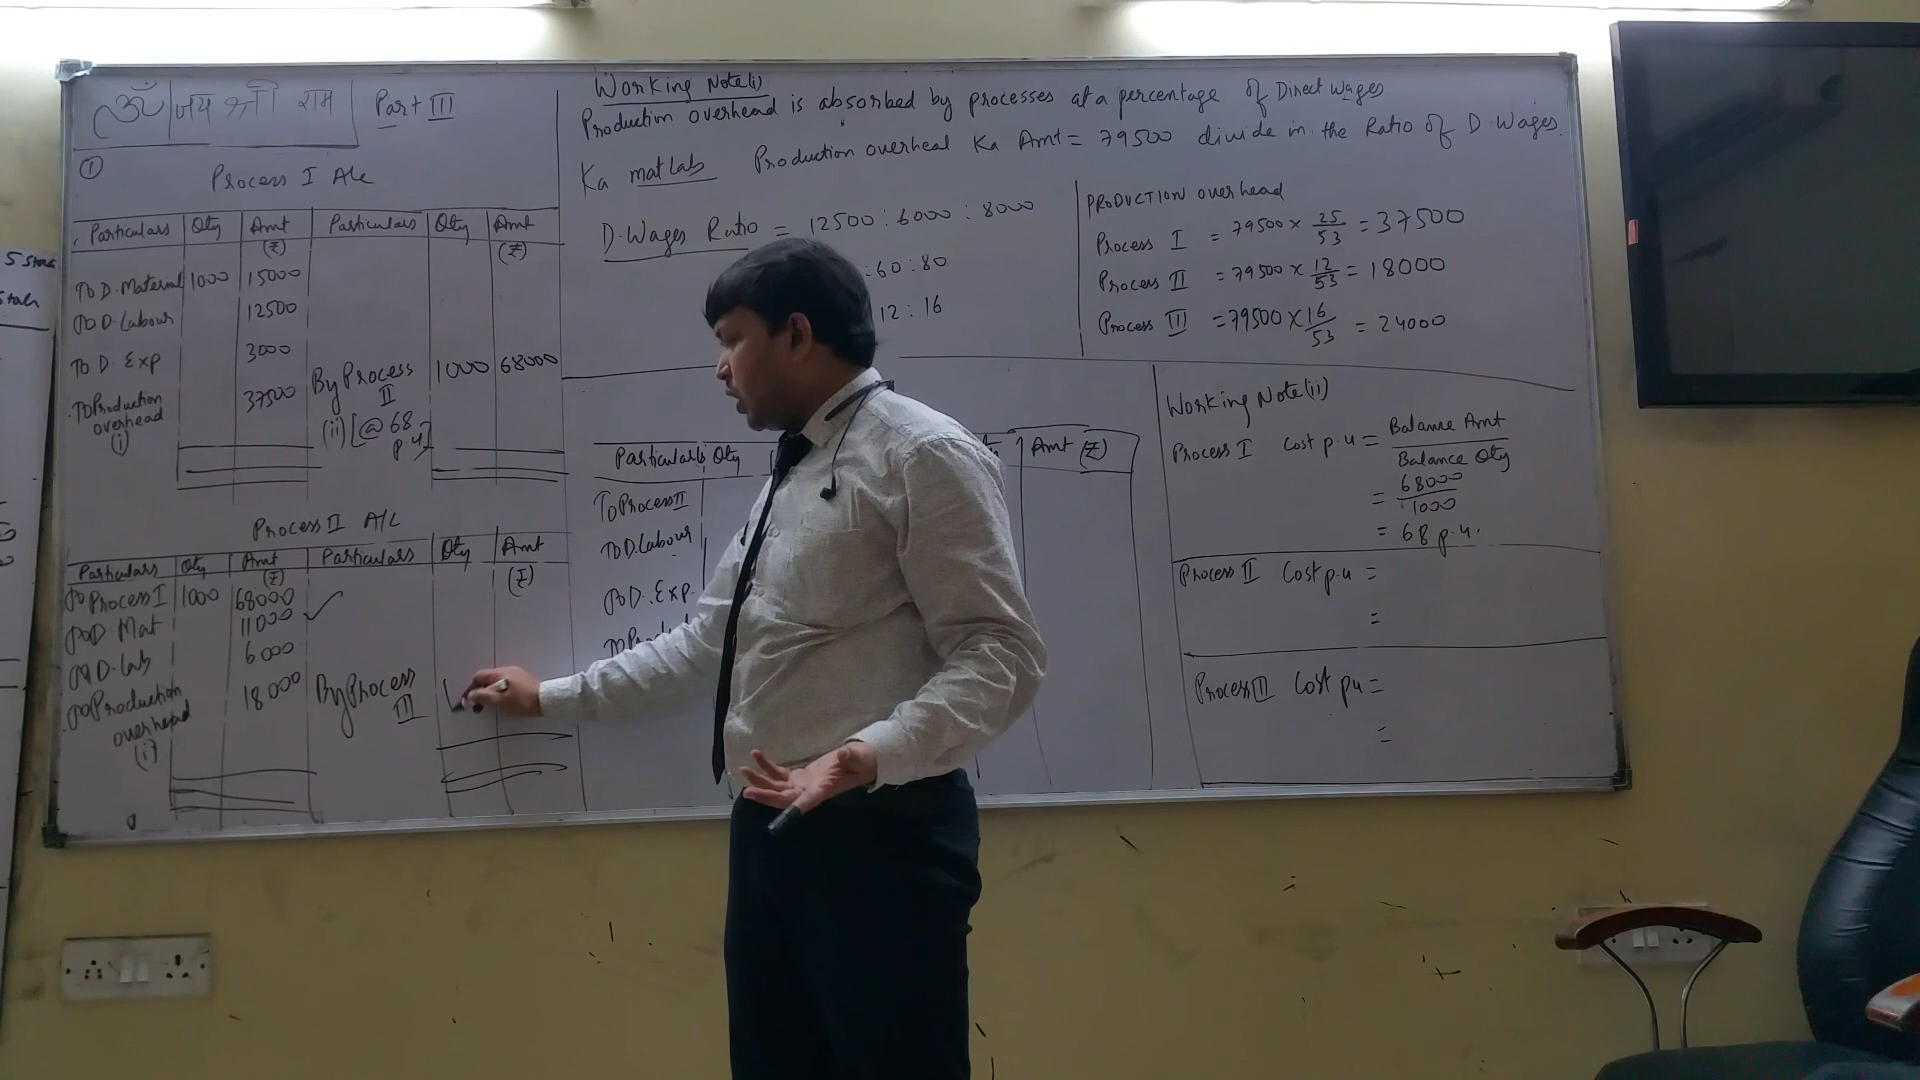 ॐ जय श्री राम Part III
①
Process I A/c
Particulars Qty Amt (₹) Particulars Qty Amt (₹)
To D. Material 1000 15000
To D. Labour 12500
To D. Exp 3000
To Production overhead (i) 37500 By Process II (ii) [@ 68 p.u] 1000 68000
Process II A/c
Particulars Qty Amt (₹) Particulars Qty Amt (₹)
To Process I 1000 68000 ✓
To D. Mat 11000
To D. Lab 6000
To Production overhead (i) 18000 By Process III
Working Note (i)
Production overhead is absorbed by processes at a percentage of Direct Wages
Ka matlab Production overheal Ka Amt = 79500 divide in the Ratio of D. Wages.
D. Wages Ratio = 12500 : 6000 : 8000
: 60 : 80
12 : 16
PRODUCTION overhead
Process I = 79500 × 25/53 = 37500
Process II = 79500 × 12/53 = 18000
Process III = 79500 × 16/53 = 24000
Particulars Qty Amt (₹)
To Process II
To D. Labour
To D. Exp.
Working Note (ii)
Process I Cost p.u = Balance Amt / Balance Qty
= 68000 / 1000
= 68 p.u.
Process II Cost p.u =
=
Process III Cost pu =
=
5 Stoch